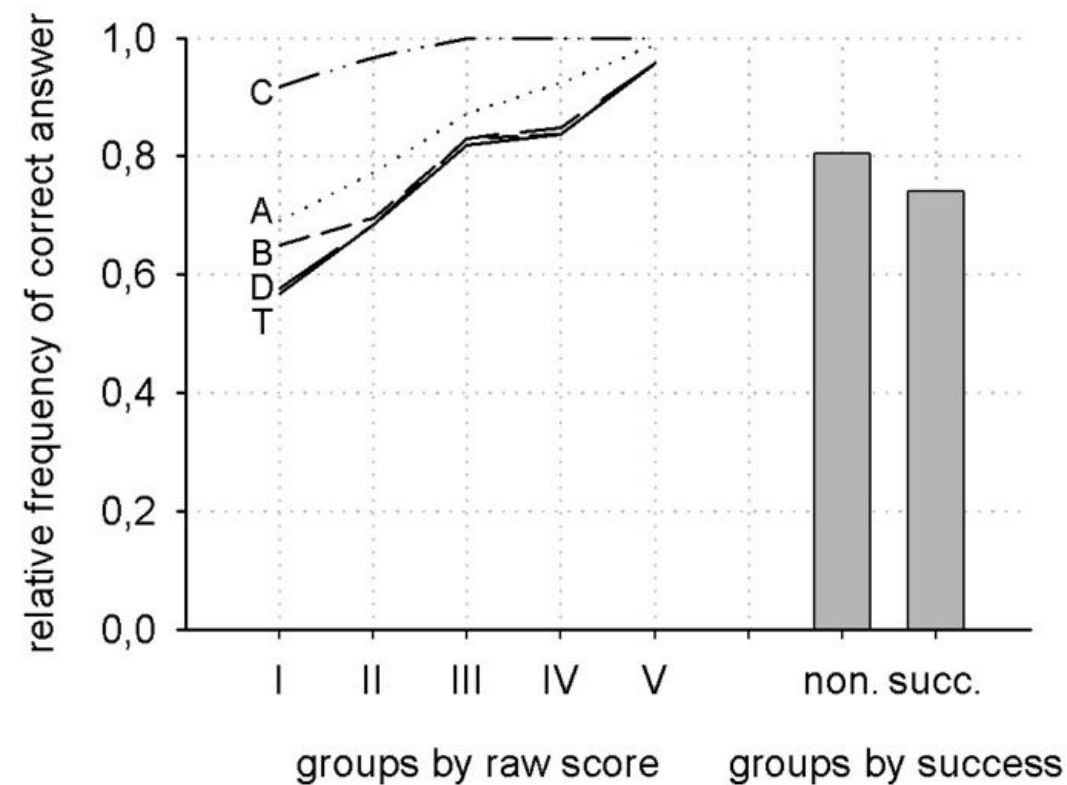 relative frequency of correct answer
1,0
0,8
0,6
0,4
0,2
0,0
C
A
B
D
T
I II III IV V non. succ.
groups by raw score groups by success